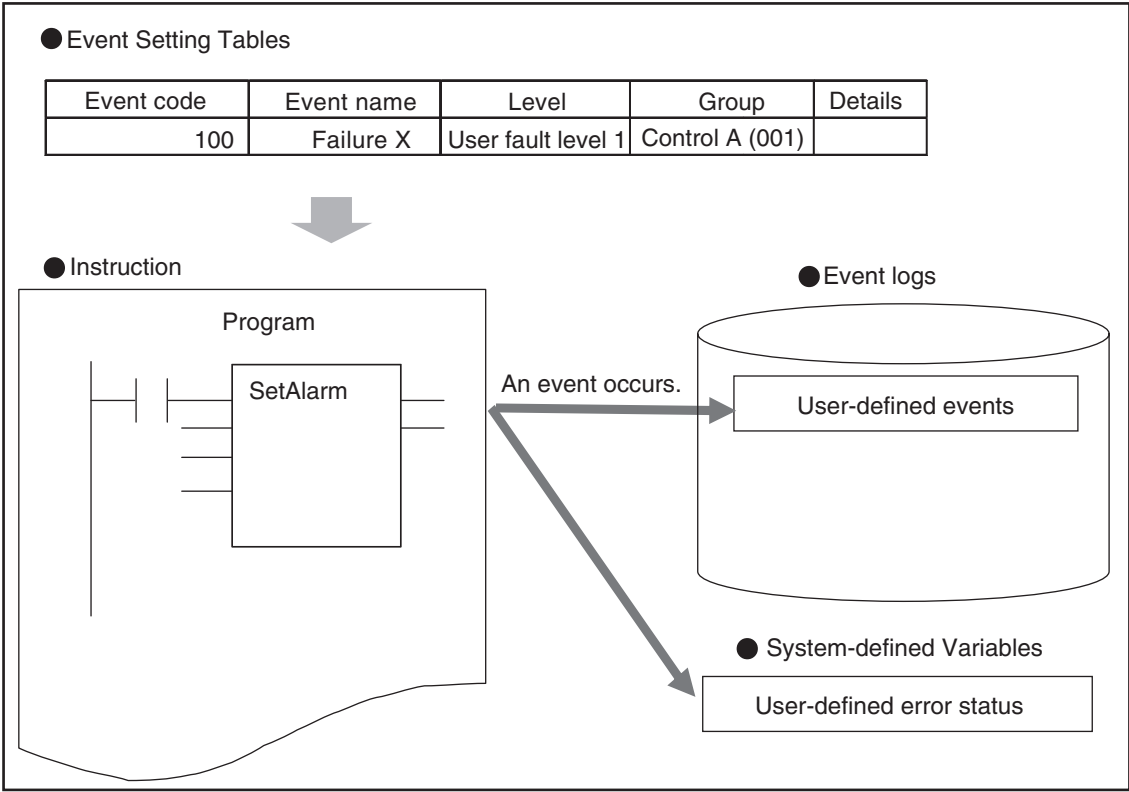 ● Event Setting Tables
Event code Event name Level Group Details
100 Failure X User fault level 1 Control A (001)
● Instruction
Program
SetAlarm
An event occurs.
● Event logs
User-defined events
● System-defined Variables
User-defined error status